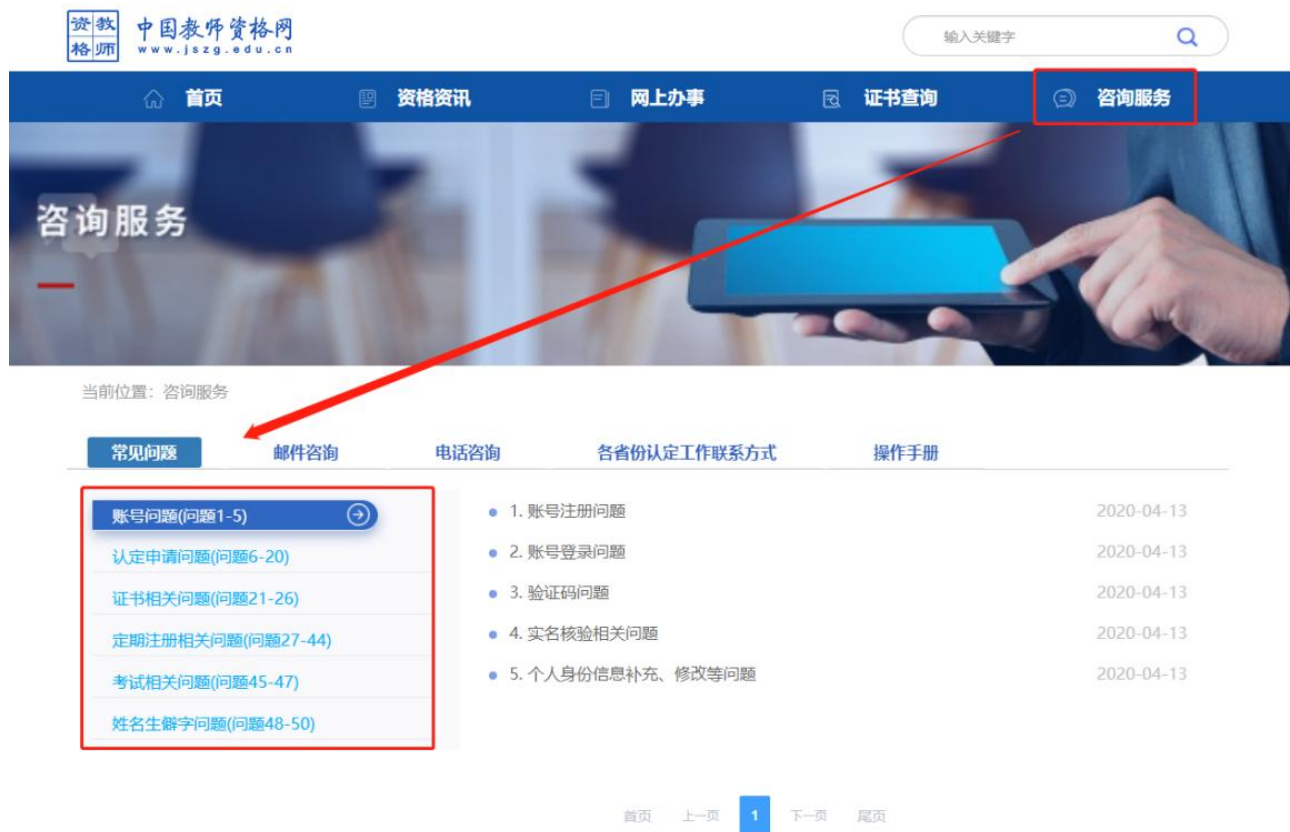 资教
格师
中国教师资格网
www.jszg.edu.cn
输入关键字
首页 资格资讯 网上办事 证书查询 咨询服务
咨询服务
当前位置：咨询服务
常见问题 邮件咨询 电话咨询 各省份认定工作联系方式 操作手册
账号问题(问题1-5)
认定申请问题(问题6-20)
证书相关问题(问题21-26)
定期注册相关问题(问题27-44)
考试相关问题(问题45-47)
姓名生僻字问题(问题48-50)
1. 账号注册问题 2020-04-13
2. 账号登录问题 2020-04-13
3. 验证码问题 2020-04-13
4. 实名核验相关问题 2020-04-13
5. 个人身份信息补充、修改等问题 2020-04-13
首页 上一页 1 下一页 尾页